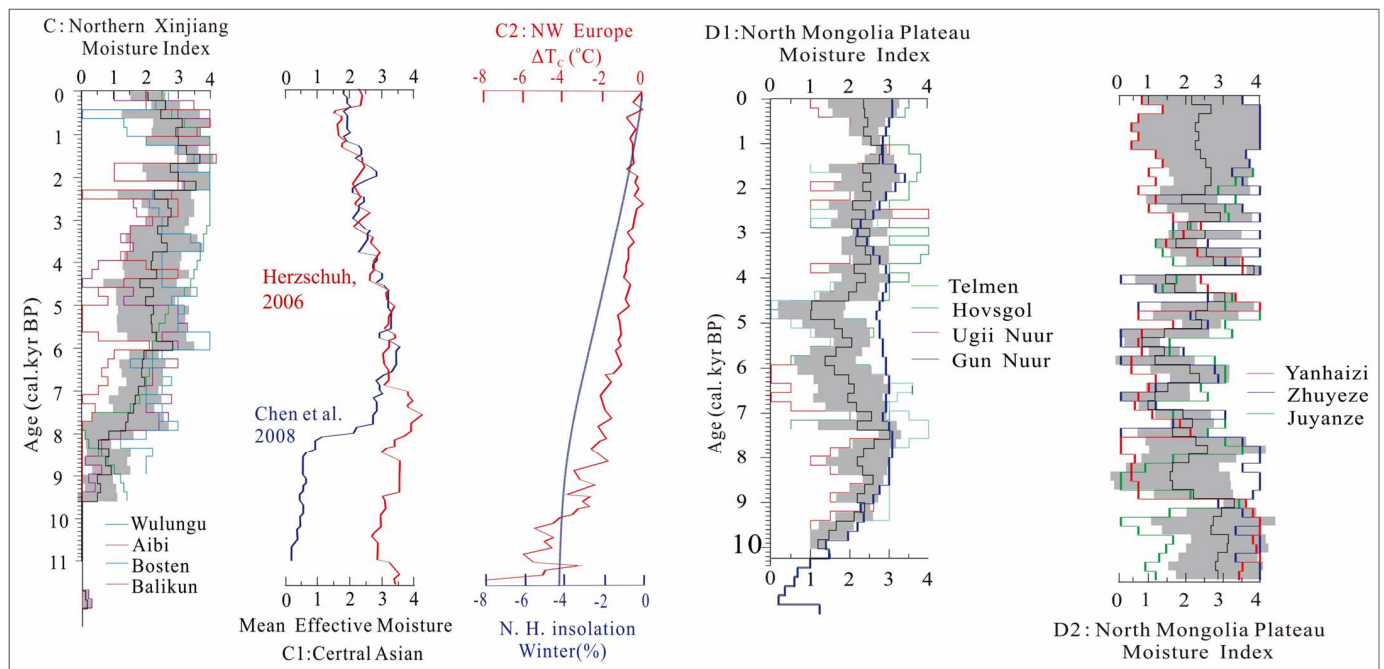 C: Northern Xinjiang
Moisture Index
0 1 2 3 4
Age (cal. kyr BP)
0
1
2
3
4
5
6
7
8
9
10
11
Wulungu
Aibi
Bosten
Balikun
0 1 2 3 4
Herzschuh,
2006
Chen et al.
2008
0 1 2 3 4
Mean Effective Moisture
C1:Certral Asian
C2: NW Europe
ΔTC (°C)
-8 -6 -4 -2 0
-8 -6 -4 -2 0
N. H. insolation
Winter(%)
D1:North Mongolia Plateau
Moisture Index
0 1 2 3 4
Age (cal. kyr BP)
0
1
2
3
4
5
6
7
8
9
10
Telmen
Hovsgol
Ugii Nuur
Gun Nuur
0 1 2 3 4
0 1 2 3 4
Yanhaizi
Zhuyeze
Juyanze
0 1 2 3 4
D2: North Mongolia Plateau
Moisture Index